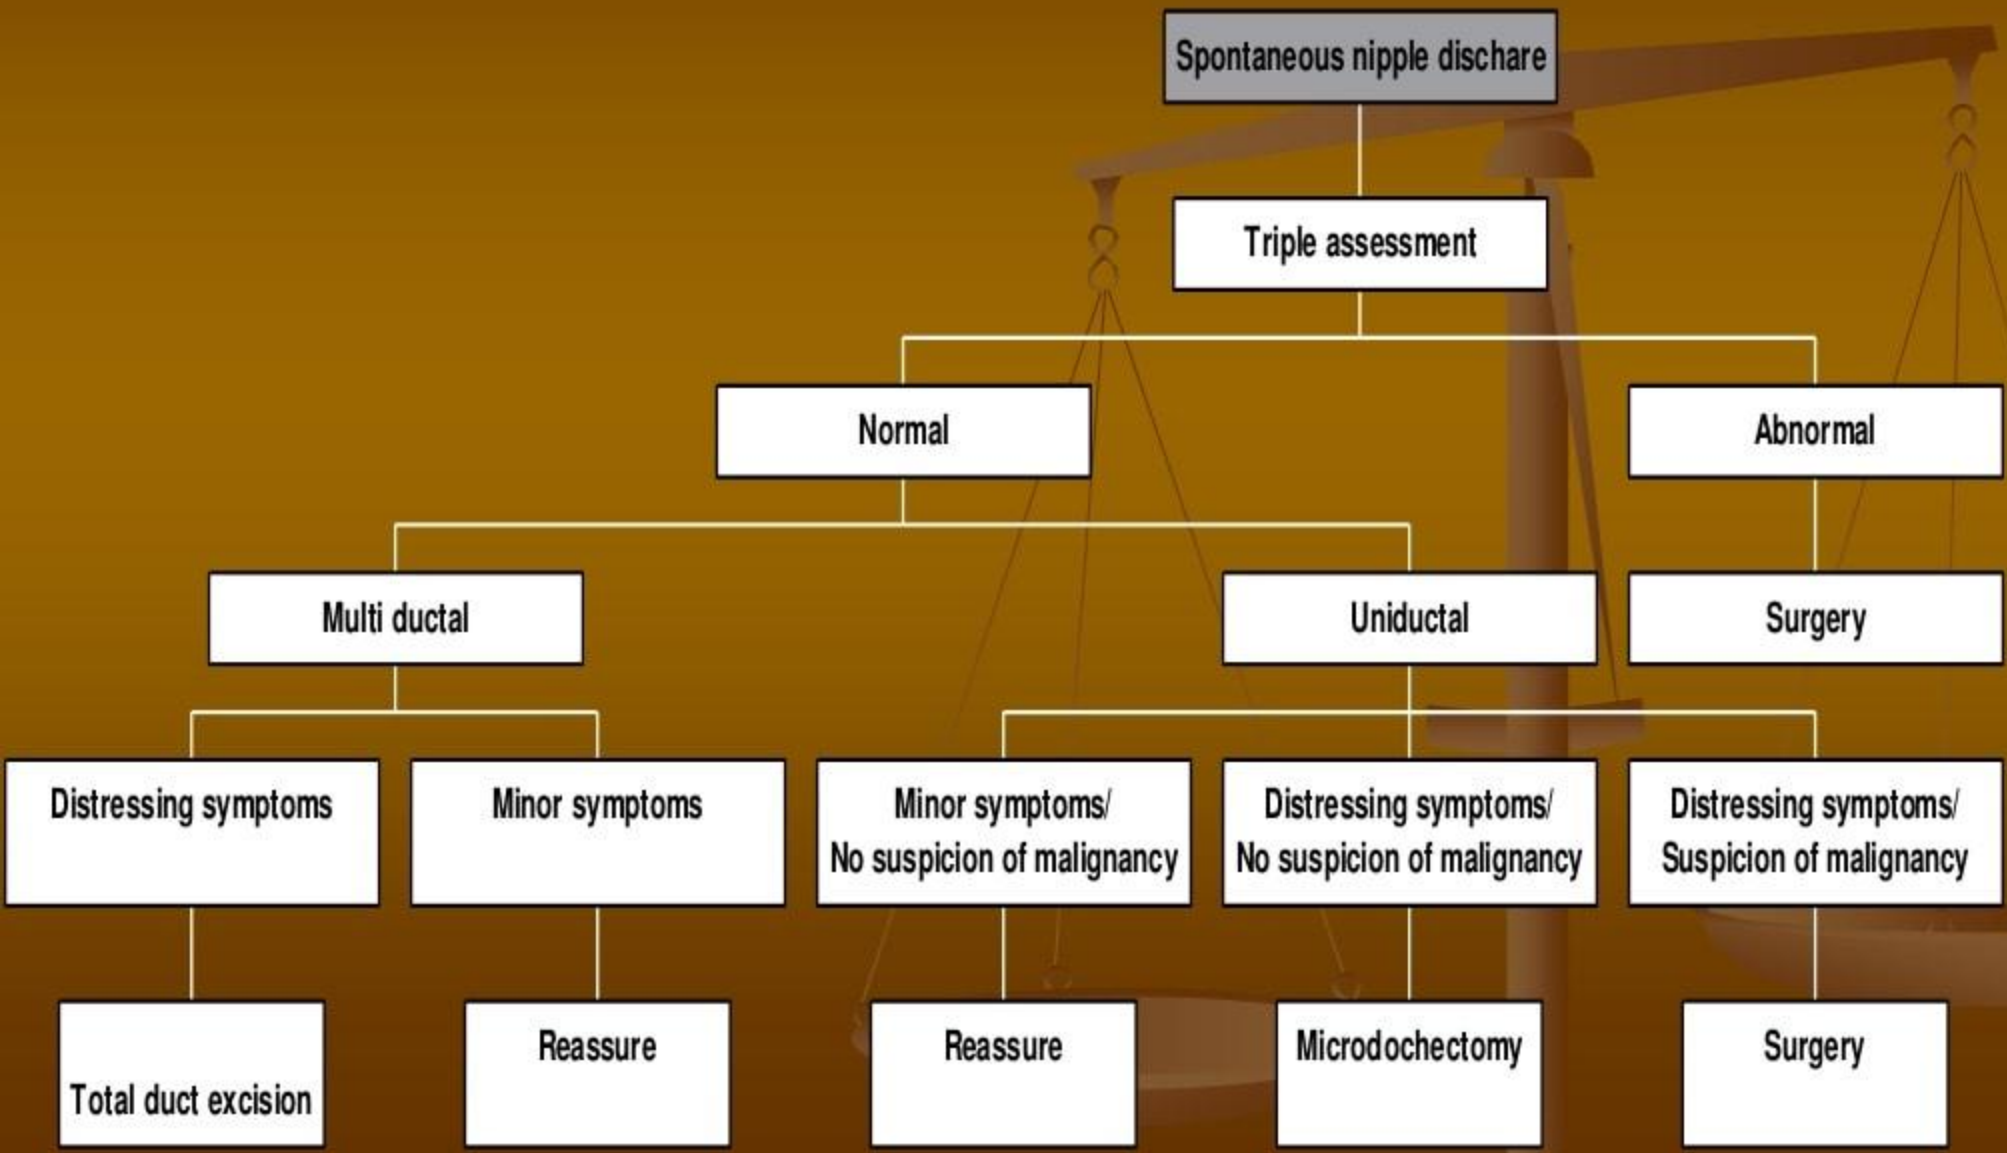 Spontaneous nipple dischare
Triple assessment
Normal
Abnormal
Multi ductal
Uniductal
Surgery
Distressing symptoms
Minor symptoms
Minor symptoms/
No suspicion of malignancy
Distressing symptoms/
No suspicion of malignancy
Distressing symptoms/
Suspicion of malignancy
Total duct excision
Reassure
Reassure
Microdochectomy
Surgery